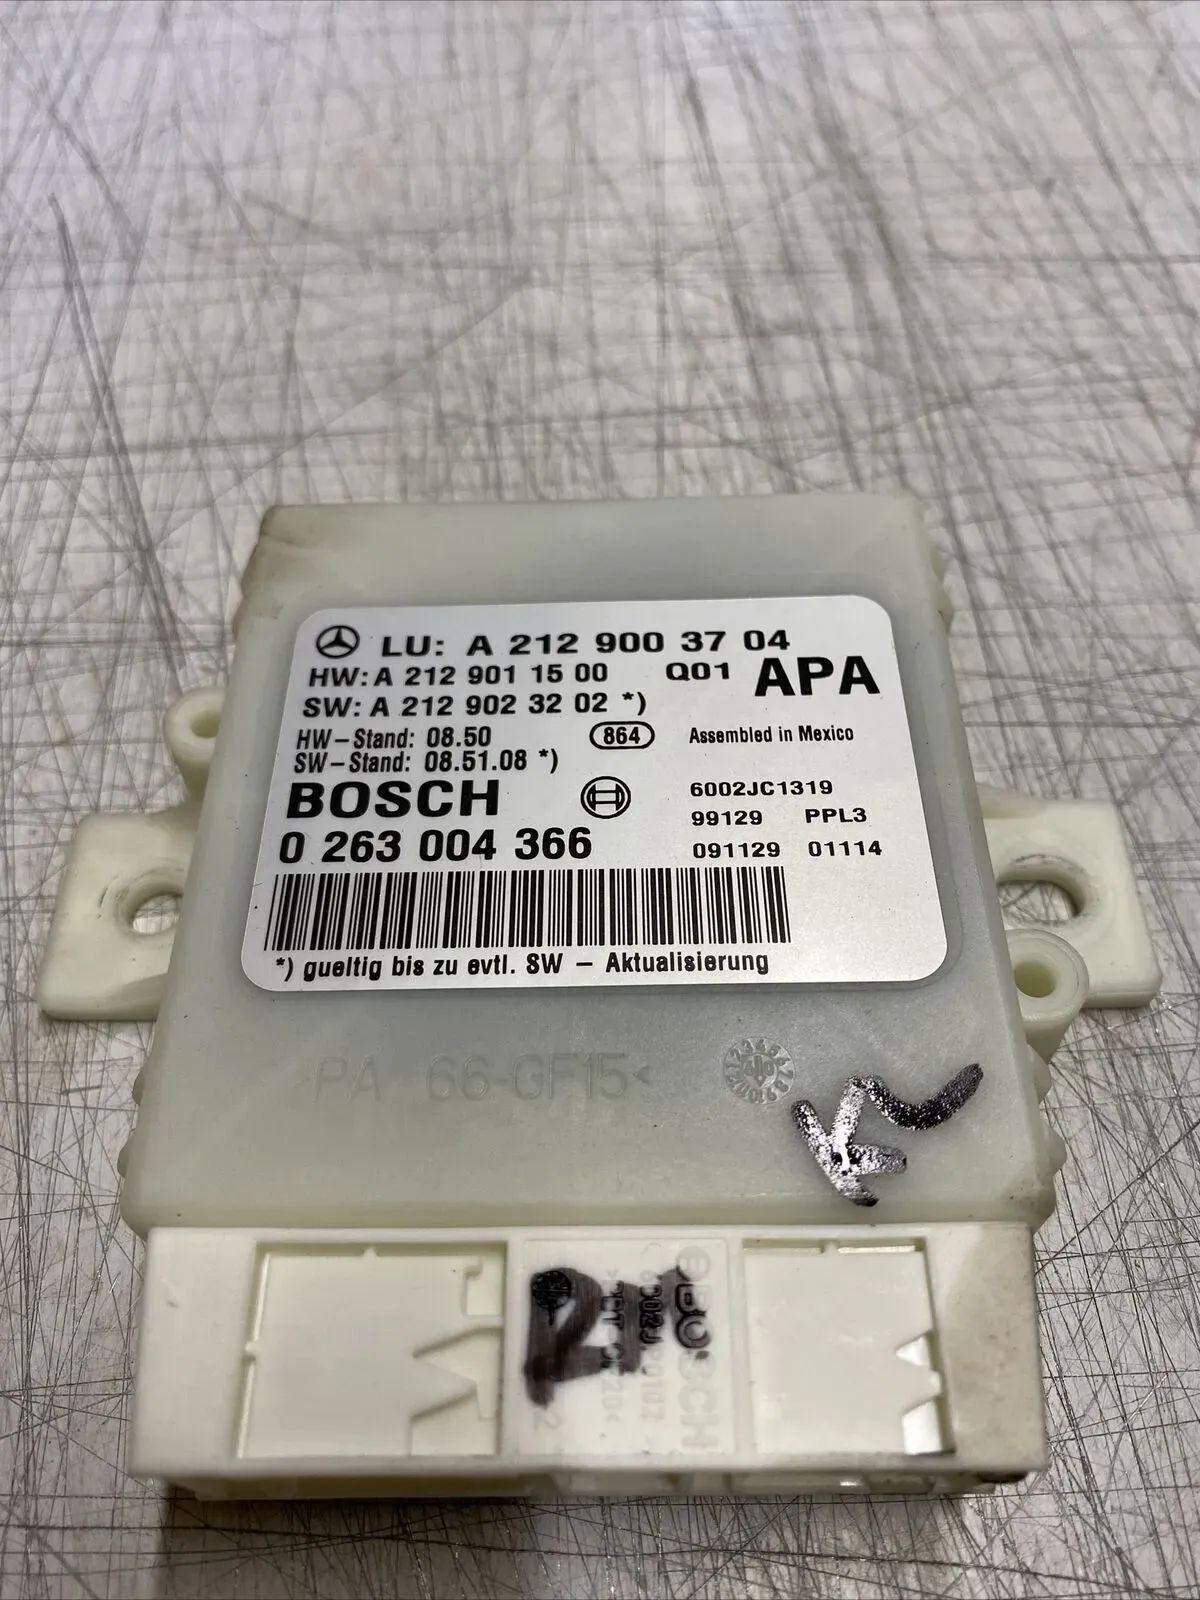 LU: A 212 900 37 04
HW: A 212 901 15 00 Q01 APA
SW: A 212 902 32 02 *)
HW-Stand: 08.50 864 Assembled in Mexico
SW-Stand: 08.51.08 *)
BOSCH 6002JC1319
99129 PPL3
0 263 004 366 091129 01114
*) gueltig bis zu evtl. SW - Aktualisierung
PA 66-GF15<
BOSCH